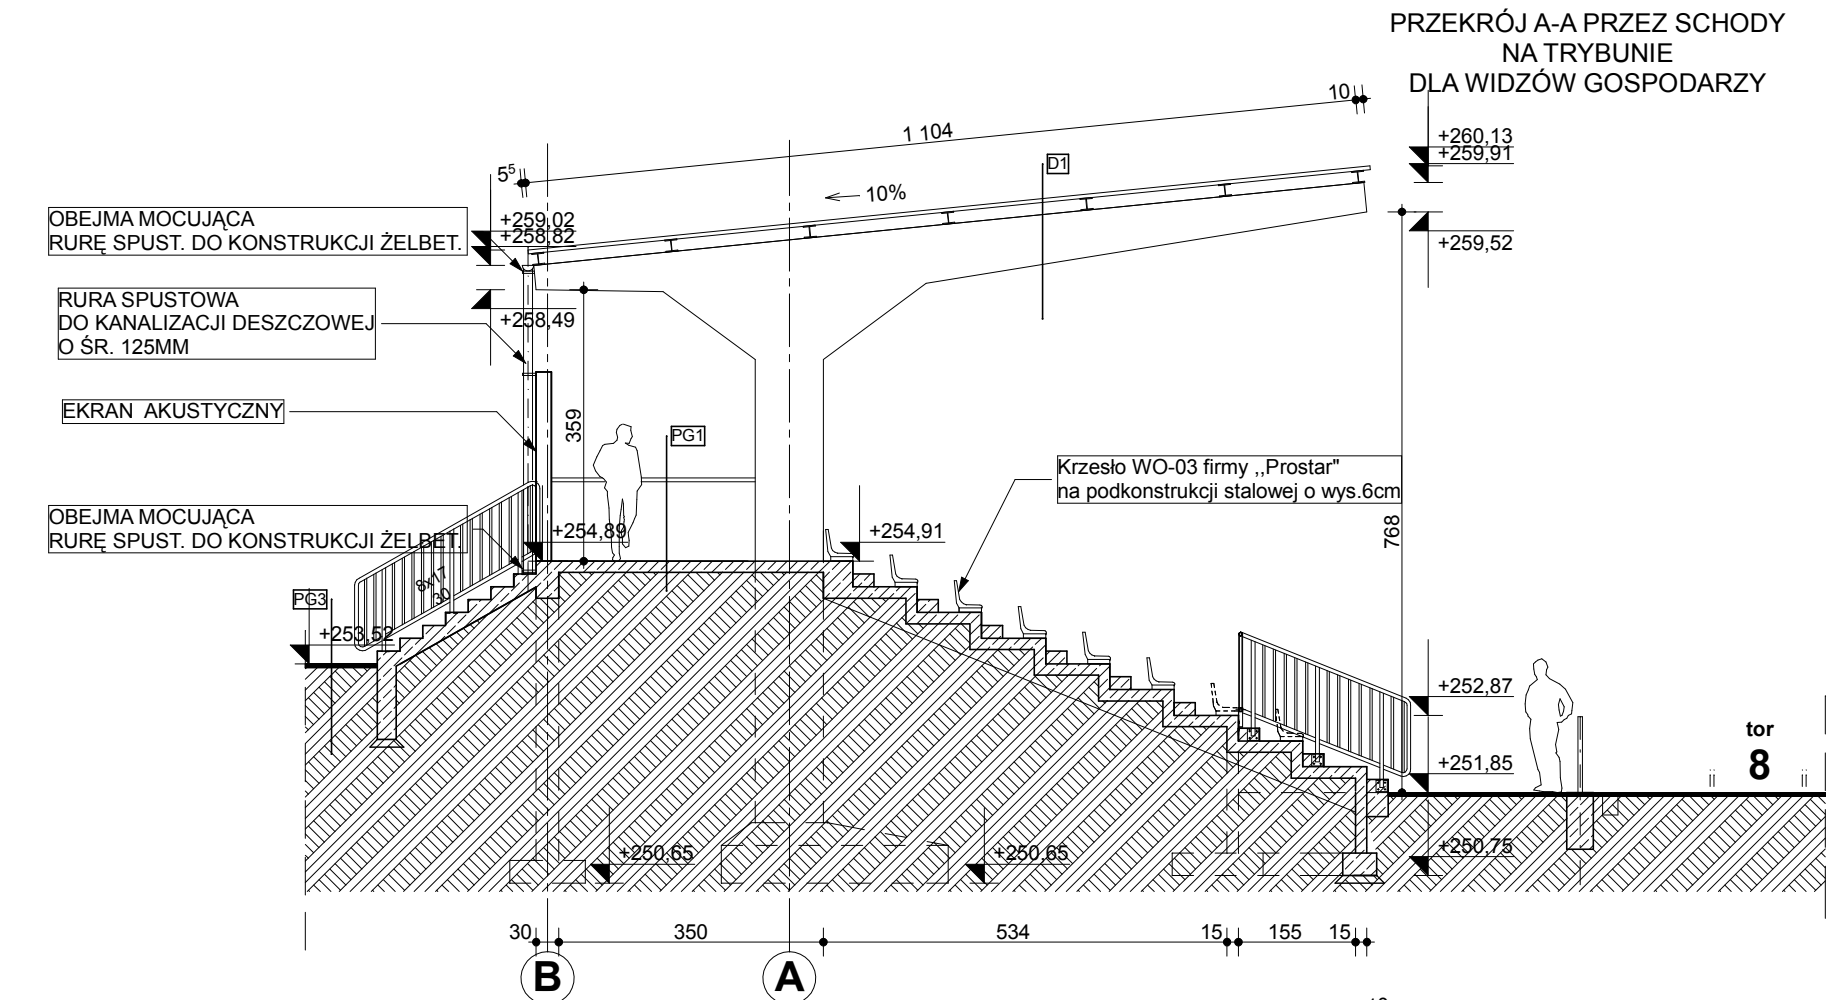 PRZEKRÓJ A-A PRZEZ SCHODY
NA TRYBUNIE
DLA WIDZÓW GOSPODARZY
10
1 104
5⁵
D1
10%
+260,13
+259,91
+259,52
OBEJMA MOCUJĄCA
RURĘ SPUST. DO KONSTRUKCJI ŻELBET.
+259,02
+258,82
+258,49
RURA SPUSTOWA
DO KANALIZACJI DESZCZOWEJ
O ŚR. 125MM
EKRAN AKUSTYCZNY
359
PG1
Krzesło WO-03 firmy ,,Prostar"
na podkonstrukcji stalowej o wys.6cm
768
OBEJMA MOCUJĄCA
RURĘ SPUST. DO KONSTRUKCJI ŻELBET.
+254,89
+254,91
8x17
30
PG3
+253,52
+252,87
+251,85
tor
8
+250,65
+250,65
+250,75
30
350
534
15
155
15
B
A